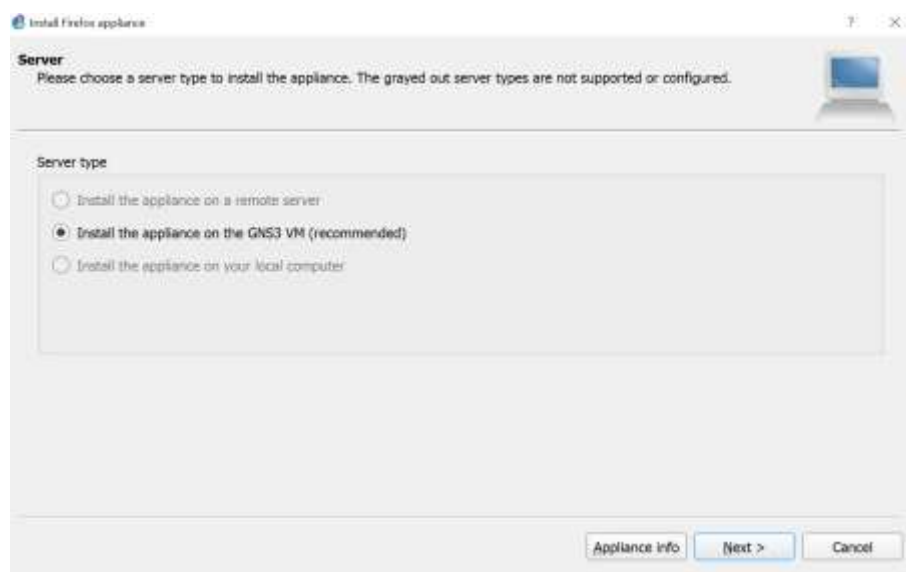 Install Firefox appliance
Server
Please choose a server type to install the appliance. The grayed out server types are not supported or configured.
Server type
Install the appliance on a remote server
Install the appliance on the GNS3 VM (recommended)
Install the appliance on your local computer
Appliance info
Next >
Cancel